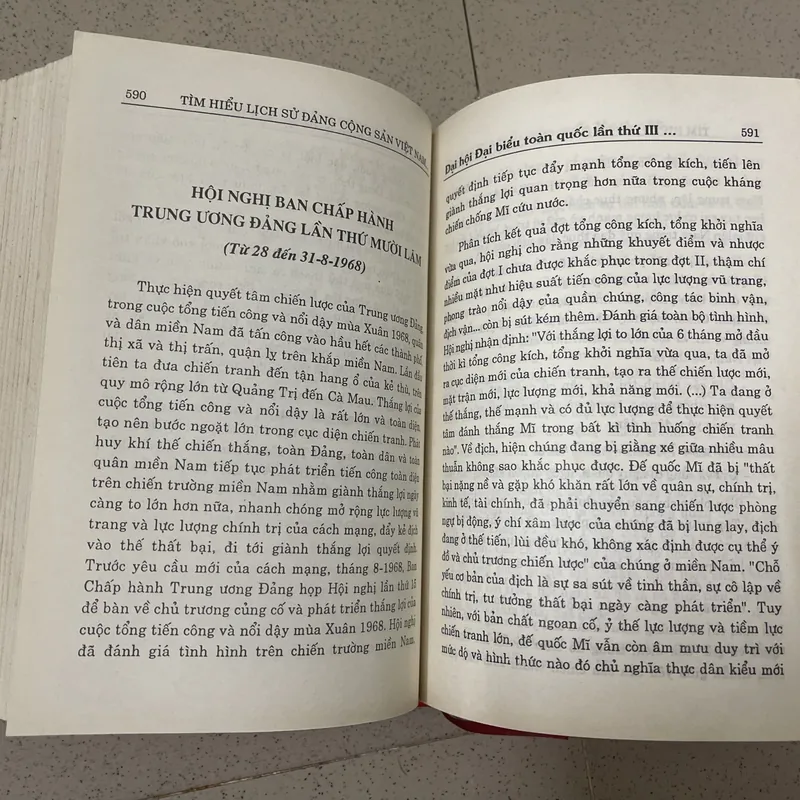 590 TÌM HIỂU LỊCH SỬ ĐẢNG CỘNG SẢN VIỆT NAM...
HỘI NGHỊ BAN CHẤP HÀNH
TRUNG ƯƠNG ĐẢNG LẦN THỨ MƯỜI LĂM
(Từ 28 đến 31-8-1968)
Thực hiện quyết tâm chiến lược của Trung ương Đảng,
trong cuộc tổng tiến công và nổi dậy mùa Xuân 1968, quân
và dân miền Nam đã tấn công vào hầu hết các thành phố,
thị xã và thị trấn, quận lỵ trên khắp miền Nam. Lần đầu
tiên ta đưa chiến tranh đến tận hang ổ của kẻ thù, trên
quy mô rộng lớn từ Quảng Trị đến Cà Mau. Thắng lợi của
cuộc tổng tiến công và nổi dậy là rất lớn và toàn diện,
tạo nên bước ngoặt lớn trong cục diện chiến tranh. Phát
huy khí thế chiến thắng, toàn Đảng, toàn dân và toàn
quân miền Nam tiếp tục phát triển tiến công toàn diện
trên chiến trường miền Nam nhằm giành thắng lợi ngày
càng to lớn hơn nữa, nhanh chóng mở rộng lực lượng vũ
trang và lực lượng chính trị của cách mạng, đẩy kẻ địch
vào thế thất bại, đi tới giành thắng lợi quyết định.
Trước yêu cầu mới của cách mạng, tháng 8-1968, Ban
Chấp hành Trung ương Đảng họp Hội nghị lần thứ 15
để bàn về chủ trương củng cố và phát triển thắng lợi của
cuộc tổng tiến công và nổi dậy mùa Xuân 1968. Hội nghị
đã đánh giá tình hình trên chiến trường miền Nam,
Đại hội Đại biểu toàn quốc lần thứ III ... 591
quyết định tiếp tục đẩy mạnh tổng công kích, tiến lên
giành thắng lợi quan trọng hơn nữa trong cuộc kháng
chiến chống Mĩ cứu nước.
Phân tích kết quả đợt tổng công kích, tổng khởi nghĩa
vừa qua, hội nghị cho rằng những khuyết điểm và nhược
điểm của đợt I chưa được khắc phục trong đợt II, thậm chí
nhiều mặt như hiệu suất tiến công của lực lượng vũ trang,
phong trào nổi dậy của quần chúng, công tác binh vận,
địch vận... còn bị sút kém thêm. Đánh giá toàn bộ tình hình,
Hội nghị nhận định: "Với thắng lợi to lớn của 6 tháng mở đầu
thời kì tổng công kích, tổng khởi nghĩa vừa qua, ta đã mở
ra cục diện mới của chiến tranh, tạo ra thế chiến lược mới,
mặt trận mới, lực lượng mới, khả năng mới. (...) Ta đang ở
thế thắng, thế mạnh và có đủ lực lượng để thực hiện quyết
tâm đánh thắng Mĩ trong bất kì tình huống chiến tranh
nào". Về địch, hiện chúng đang bị giằng xé giữa nhiều mâu
thuẫn không sao khắc phục được. Đế quốc Mĩ đã bị "thất
bại nặng nề và gặp khó khăn rất lớn về quân sự, chính trị,
kinh tế, tài chính, đã phải chuyển sang chiến lược phòng
ngự bị động, ý chí xâm lược của chúng đã bị lung lay, địch
đang ở thế tiến, lùi đều khó, không xác định được cụ thể ý
đồ và chủ trương chiến lược" của chúng ở miền Nam. "Chỗ
yếu cơ bản của địch là sự sa sút về tinh thần, sự cô lập về
chính trị, tư tưởng thất bại ngày càng phát triển". Tuy
nhiên, với bản chất ngoan cố, ỷ thế lực lượng và tiềm lực
chiến tranh lớn, đế quốc Mĩ vẫn còn âm mưu duy trì với
mức độ và hình thức nào đó chủ nghĩa thực dân kiểu mới